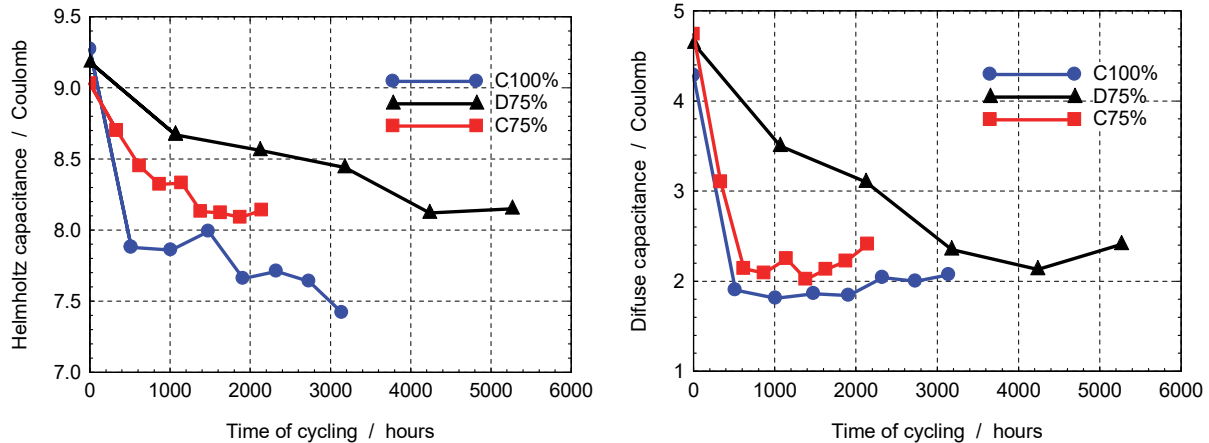 Helmholtz capacitance / Coulomb
9.5
9.0
8.5
8.0
7.5
7.0
0 1000 2000 3000 4000 5000 6000
Time of cycling / hours
C100%
D75%
C75%
Difuse capacitance / Coulomb
5
4
3
2
1
0 1000 2000 3000 4000 5000 6000
Time of cycling / hours
C100%
D75%
C75%